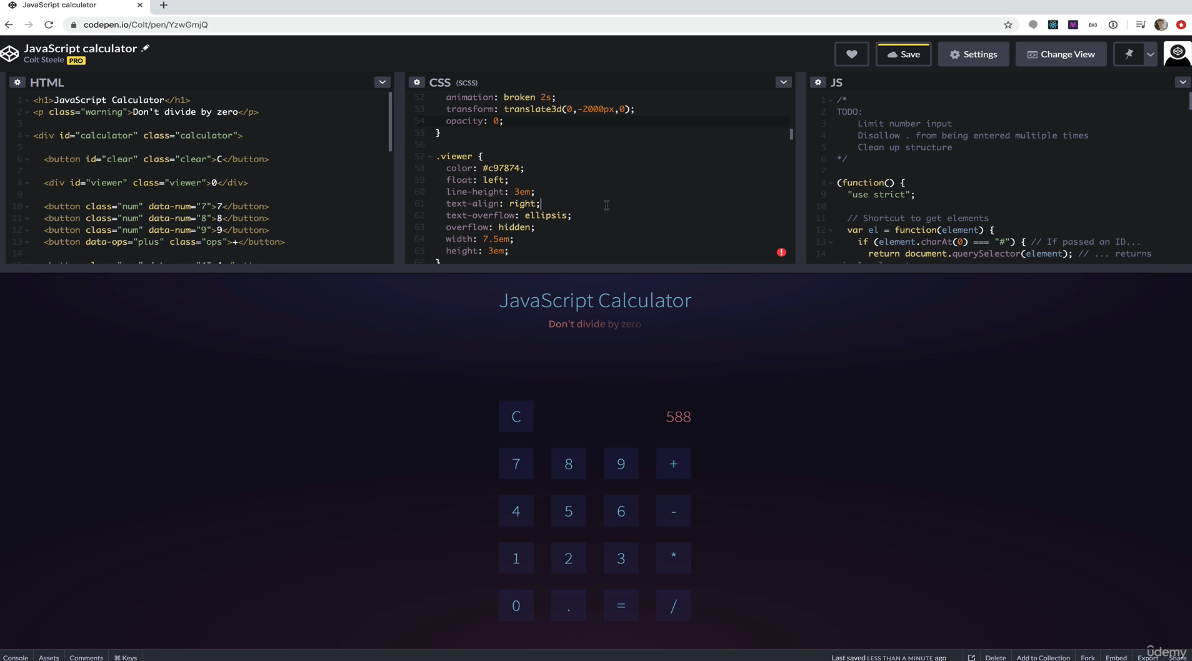 JavaScript calculator
codepen.io/Colt/pen/YzwGmjQ
JavaScript calculator
Colt Steele PRO
Save
Settings
Change View
HTML
1 <h1>JavaScript Calculator</h1>
2 <p class="warning">Don't divide by zero</p>
3
4 <div id="calculator" class="calculator">
5
6 <button id="clear" class="clear">C</button>
7
8 <div id="viewer" class="viewer">0</div>
9
10 <button class="num" data-num="7">7</button>
11 <button class="num" data-num="8">8</button>
12 <button class="num" data-num="9">9</button>
13 <button data-ops="plus" class="ops">+</button>
14
CSS (SCSS)
52 animation: broken 2s;
53 transform: translate3d(0,-2000px,0);
54 opacity: 0;
55 }
56
57 .viewer {
58 color: #c97874;
59 float: left;
60 line-height: 3em;
61 text-align: right;
62 text-overflow: ellipsis;
63 overflow: hidden;
64 width: 7.5em;
65 height: 3em;
66 }
JS
1 /*
2 TODO:
3 Limit number input
4 Disallow . from being entered multiple times
5 Clean up structure
6 */
7
8 (function() {
9 "use strict";
10
11 // Shortcut to get elements
12 var el = function(element) {
13 if (element.charAt(0) === "#") { // If passed an ID...
14 return document.querySelector(element); // ... returns
JavaScript Calculator
Don't divide by zero
C 588
7 8 9 +
4 5 6 -
1 2 3 *
0 . = /
Console Assets Comments ⌘ Keys
Last saved LESS THAN A MINUTE ago
Delete Add to Collection Fork Embed Export Share
ûdemy